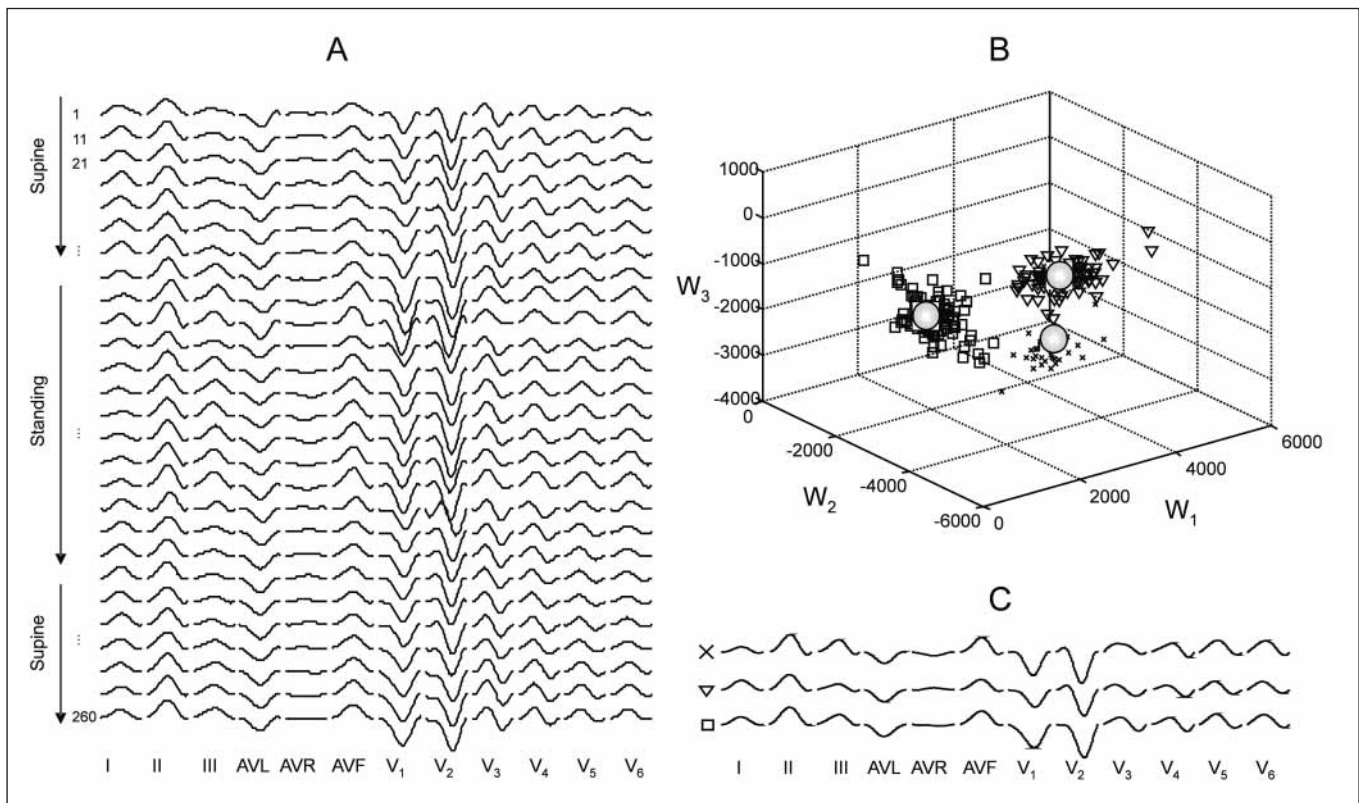 A
Supine
1
11
21
...
Standing
...
Supine
...
260
I II III AVL AVR AVF V1 V2 V3 V4 V5 V6
B
1000
0
-1000
-2000
-3000
-4000
W3
0
-2000
-4000
-6000
W2
0
2000
4000
6000
W1
C
I II III AVL AVR AVF V1 V2 V3 V4 V5 V6